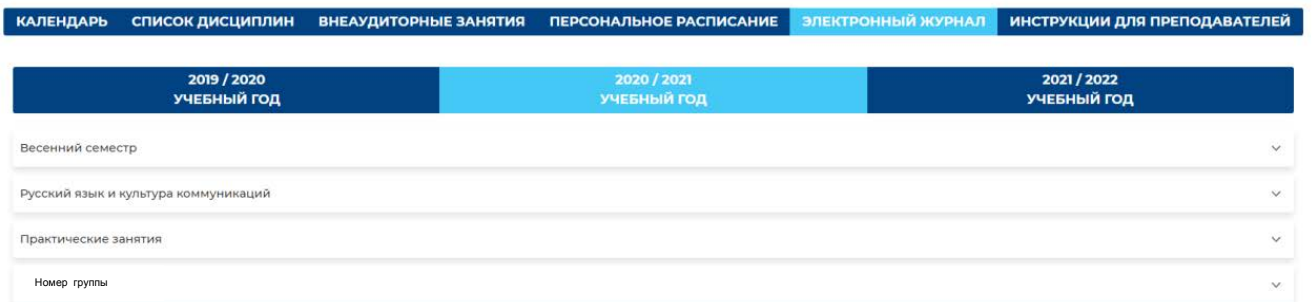 КАЛЕНДАРЬ СПИСОК ДИСЦИПЛИН ВНЕАУДИТОРНЫЕ ЗАНЯТИЯ ПЕРСОНАЛЬНОЕ РАСПИСАНИЕ ЭЛЕКТРОННЫЙ ЖУРНАЛ ИНСТРУКЦИИ ДЛЯ ПРЕПОДАВАТЕЛЕЙ
2019 / 2020 2020 / 2021 2021 / 2022
УЧЕБНЫЙ ГОД УЧЕБНЫЙ ГОД УЧЕБНЫЙ ГОД
Весенний семестр
Русский язык и культура коммуникаций
Практические занятия
Номер группы